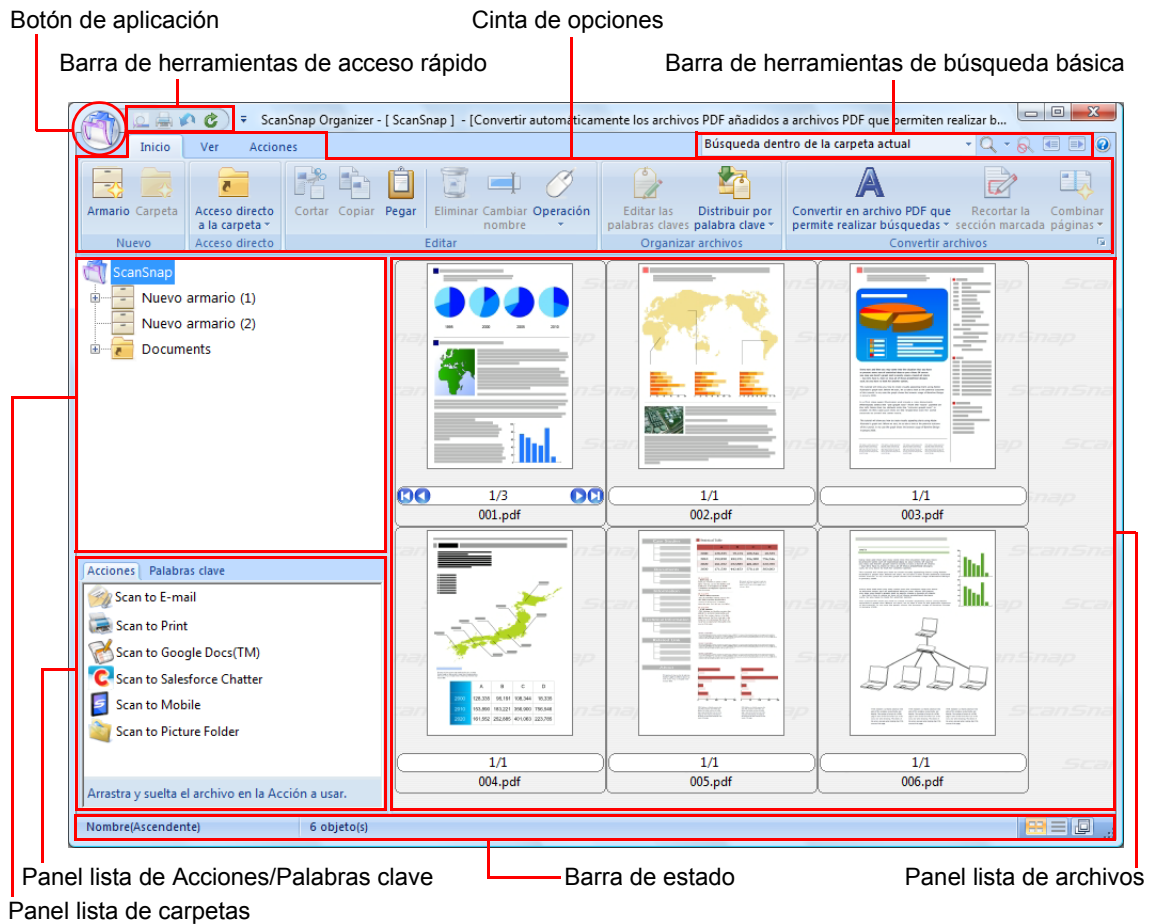 Botón de aplicación
Cinta de opciones
Barra de herramientas de acceso rápido
Barra de herramientas de búsqueda básica
ScanSnap Organizer - [ ScanSnap ] - [Convertir automáticamente los archivos PDF añadidos a archivos PDF que permiten realizar b...
Inicio Ver Acciones
Búsqueda dentro de la carpeta actual
Armario Carpeta
Nuevo
Acceso directo
a la carpeta
Acceso directo
Cortar Copiar Pegar Eliminar Cambiar
nombre
Operación
Editar
Editar las
palabras claves
Distribuir por
palabra clave
Organizar archivos
Convertir en archivo PDF que
permite realizar búsquedas
Recortar la
sección marcada
Combinar
páginas
Convertir archivos
ScanSnap
Nuevo armario (1)
Nuevo armario (2)
Documents
1/3
001.pdf
1/1
002.pdf
1/1
003.pdf
1/1
004.pdf
1/1
005.pdf
1/1
006.pdf
Acciones Palabras clave
Scan to E-mail
Scan to Print
Scan to Google Docs(TM)
Scan to Salesforce Chatter
Scan to Mobile
Scan to Picture Folder
Arrastra y suelta el archivo en la Acción a usar.
Nombre(Ascendente) 6 objeto(s)
Panel lista de Acciones/Palabras clave
Barra de estado
Panel lista de archivos
Panel lista de carpetas